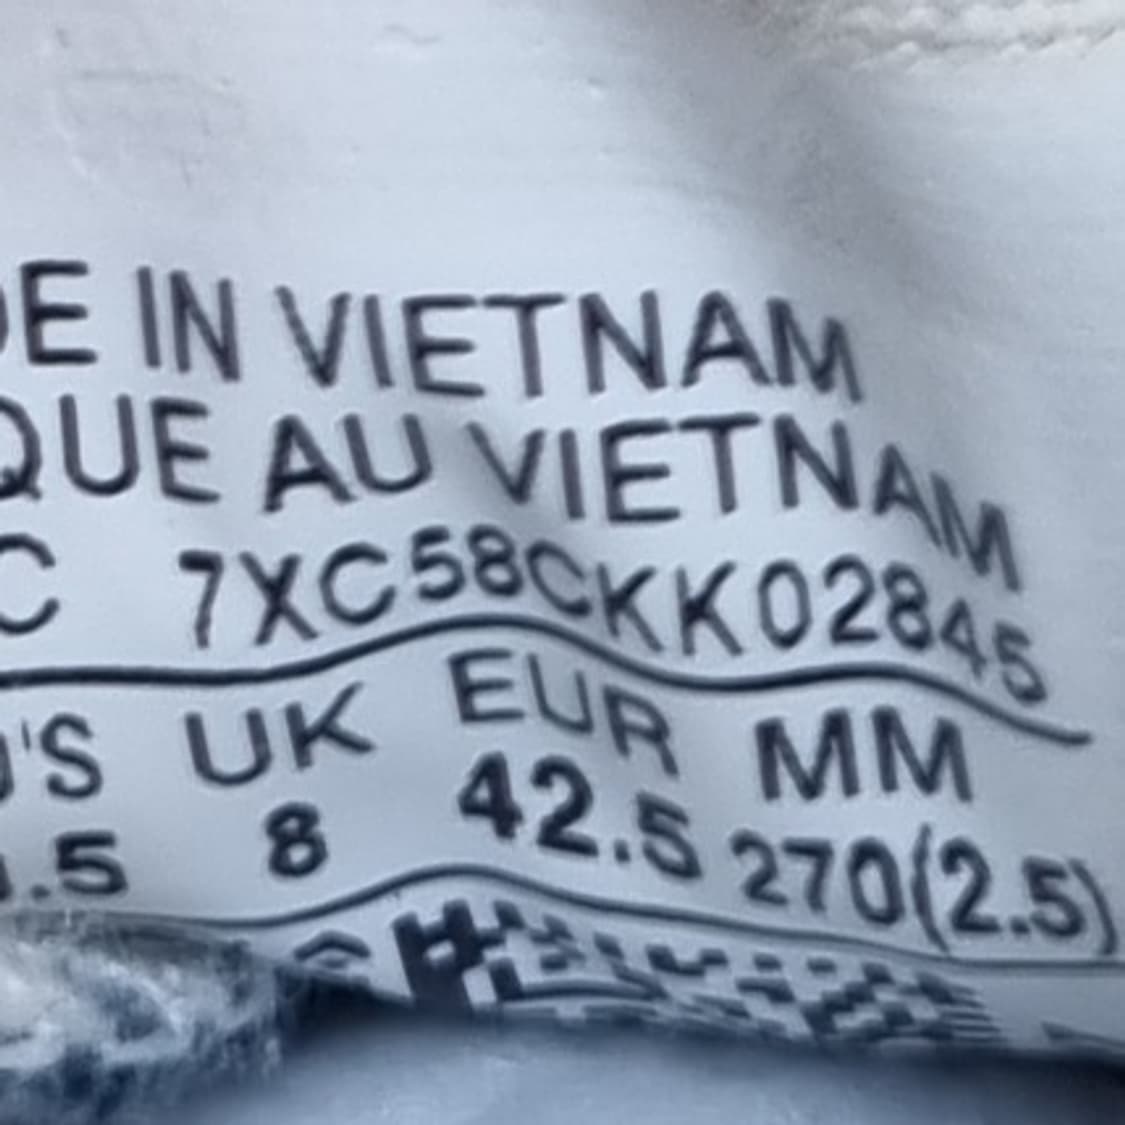 DE IN VIETNAM
QUE AU VIETNAM
C 7XC58CKK02845
'S UK EUR MM
.5 8 42.5 270(2.5)